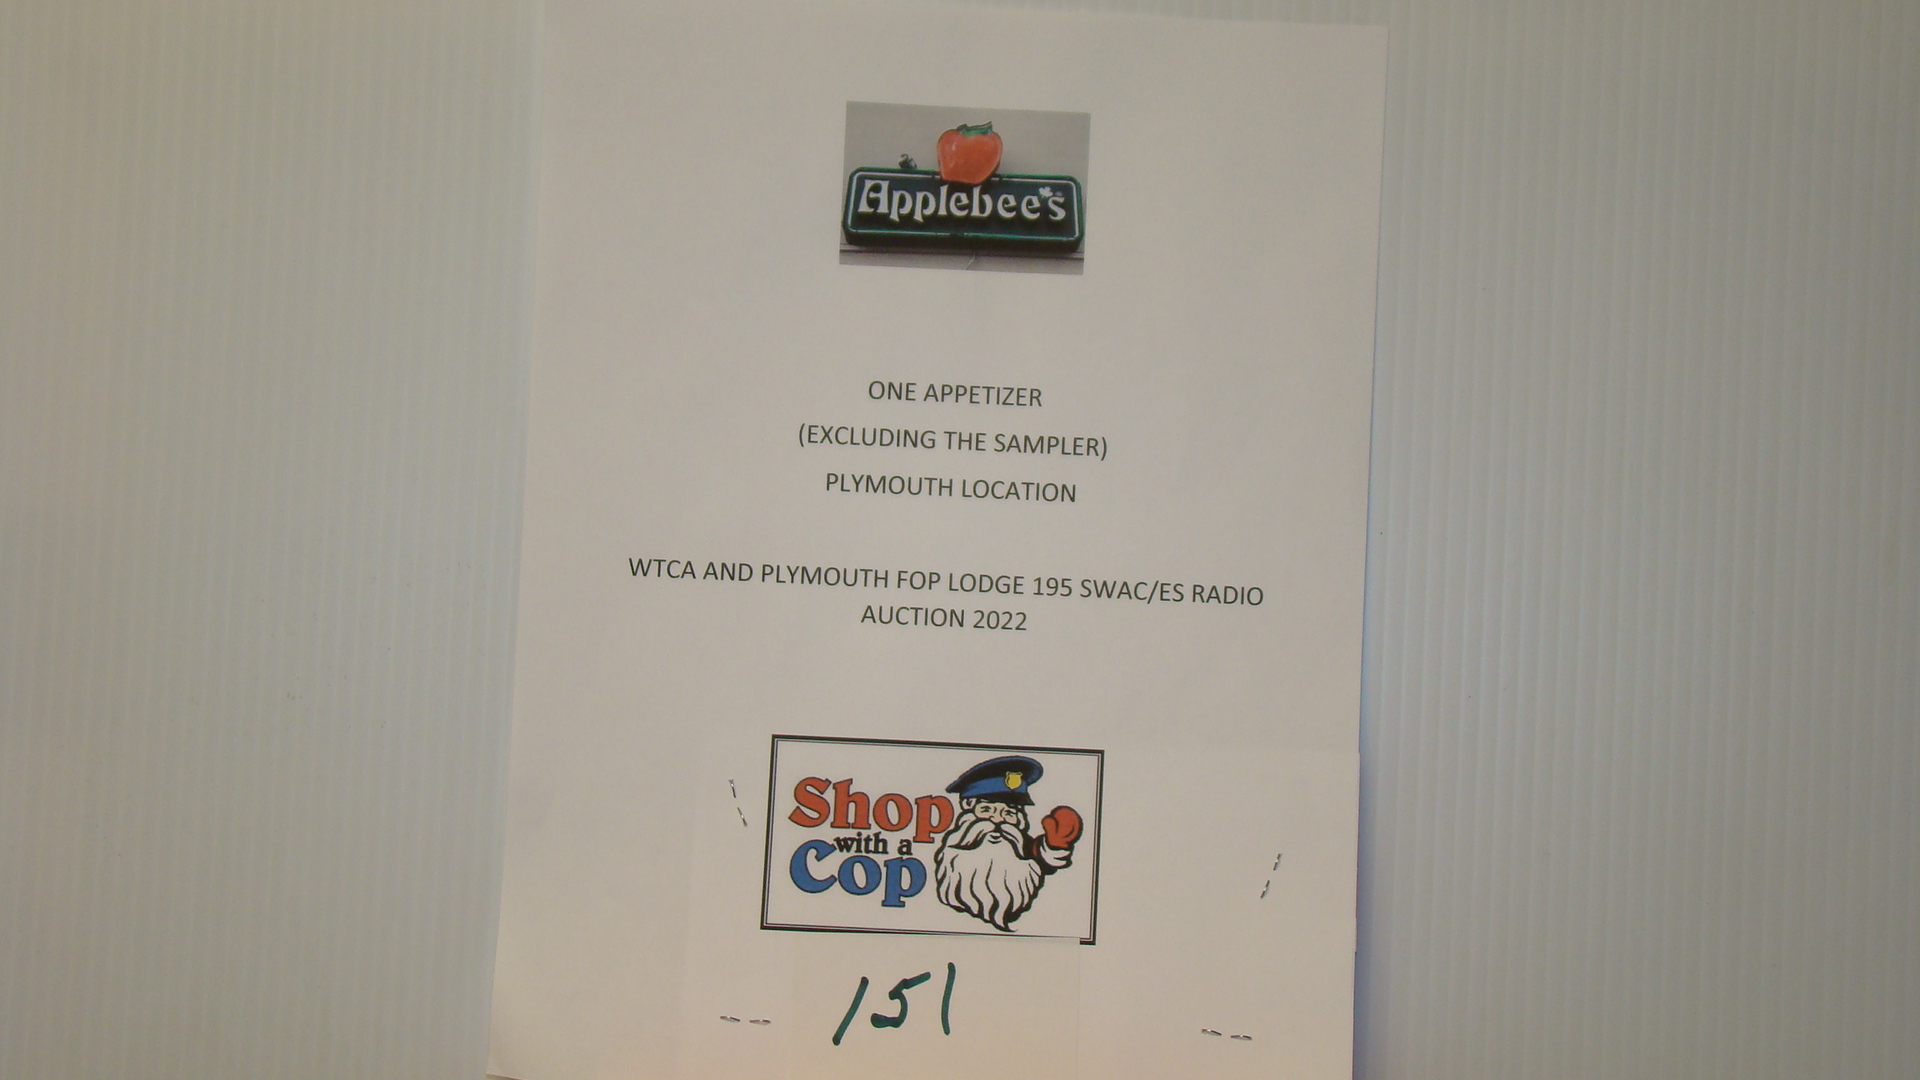 Applebee's
ONE APPETIZER
(EXCLUDING THE SAMPLER)
PLYMOUTH LOCATION
WTCA AND PLYMOUTH FOP LODGE 195 SWAC/ES RADIO
AUCTION 2022
Shop
with a
Cop
151